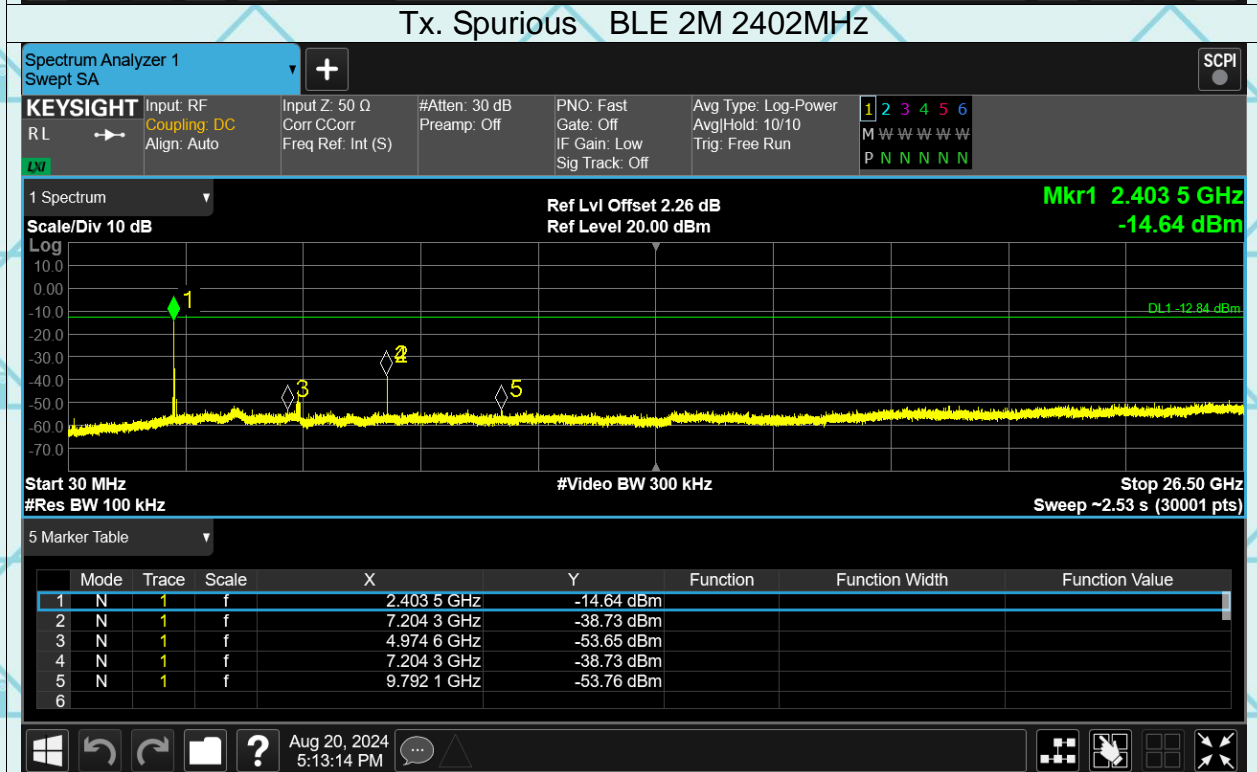 Tx. Spurious BLE 2M 2402MHz
Spectrum Analyzer 1
Swept SA
▼
+
SCPI
KEYSIGHT
RL
LXI
Input: RF
Coupling: DC
Align: Auto
Input Z: 50 Ω
Corr CCorr
Freq Ref: Int (S)
#Atten: 30 dB
Preamp: Off
PNO: Fast
Gate: Off
IF Gain: Low
Sig Track: Off
Avg Type: Log-Power
Avg|Hold: 10/10
Trig: Free Run
1 2 3 4 5 6
M W W W W W
P N N N N N
1 Spectrum ▼
Scale/Div 10 dB
Ref Lvl Offset 2.26 dB
Ref Level 20.00 dBm
Mkr1 2.403 5 GHz
-14.64 dBm
Log
10.0
0.00
-10.0
-20.0
-30.0
-40.0
-50.0
-60.0
-70.0
1
DL1 -12.84 dBm
3
5
Start 30 MHz
#Res BW 100 kHz
#Video BW 300 kHz
Stop 26.50 GHz
Sweep ~2.53 s (30001 pts)
5 Marker Table ▼
Mode Trace Scale X Y Function Function Width Function Value
1 N 1 f 2.403 5 GHz -14.64 dBm
2 N 1 f 7.204 3 GHz -38.73 dBm
3 N 1 f 4.974 6 GHz -53.65 dBm
4 N 1 f 7.204 3 GHz -38.73 dBm
5 N 1 f 9.792 1 GHz -53.76 dBm
6
?
Aug 20, 2024
5:13:14 PM